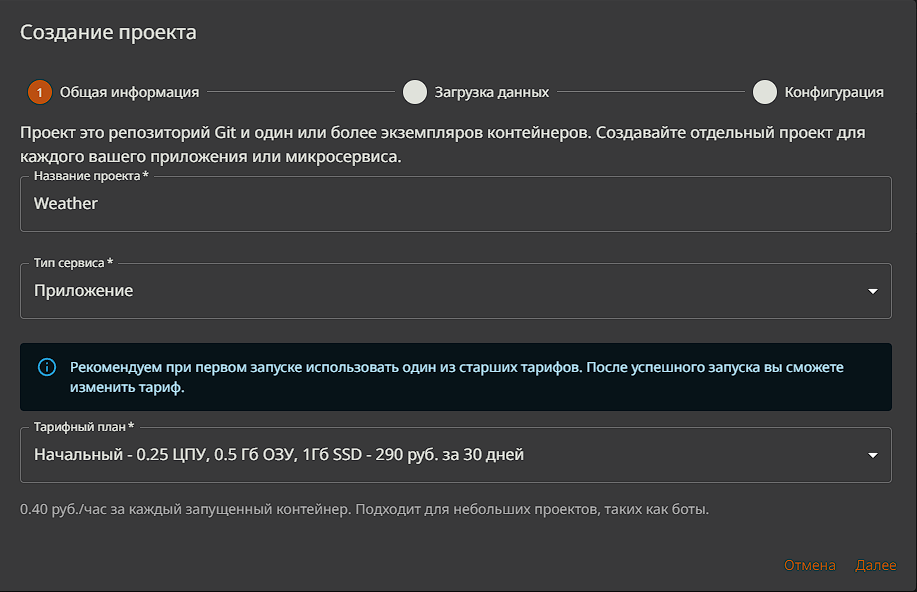 Создание проекта
1 Общая информация Загрузка данных Конфигурация
Проект это репозиторий Git и один или более экземпляров контейнеров. Создавайте отдельный проект для
каждого вашего приложения или микросервиса.
Название проекта *
Weather
Тип сервиса *
Приложение
Рекомендуем при первом запуске использовать один из старших тарифов. После успешного запуска вы сможете
изменить тариф.
Тарифный план *
Начальный - 0.25 ЦПУ, 0.5 Гб ОЗУ, 1Гб SSD - 290 руб. за 30 дней
0.40 руб./час за каждый запущенный контейнер. Подходит для небольших проектов, таких как боты.
Отмена Далее